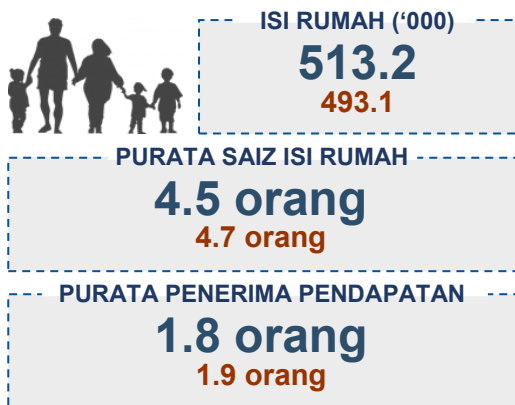 ISI RUMAH (‘000)
513.2
493.1
PURATA SAIZ ISI RUMAH
4.5 orang
4.7 orang
PURATA PENERIMA PENDAPATAN
1.8 orang
1.9 orang